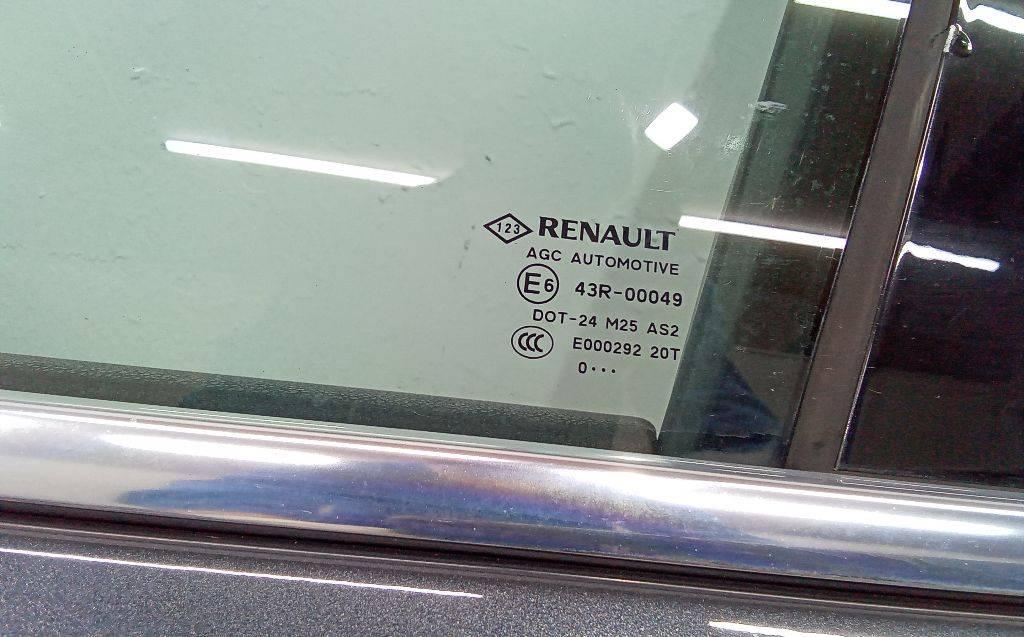 123 RENAULT
AGC AUTOMOTIVE
E6 43R-00049
DOT-24 M25 AS2
CCC E000292 20T
0•••